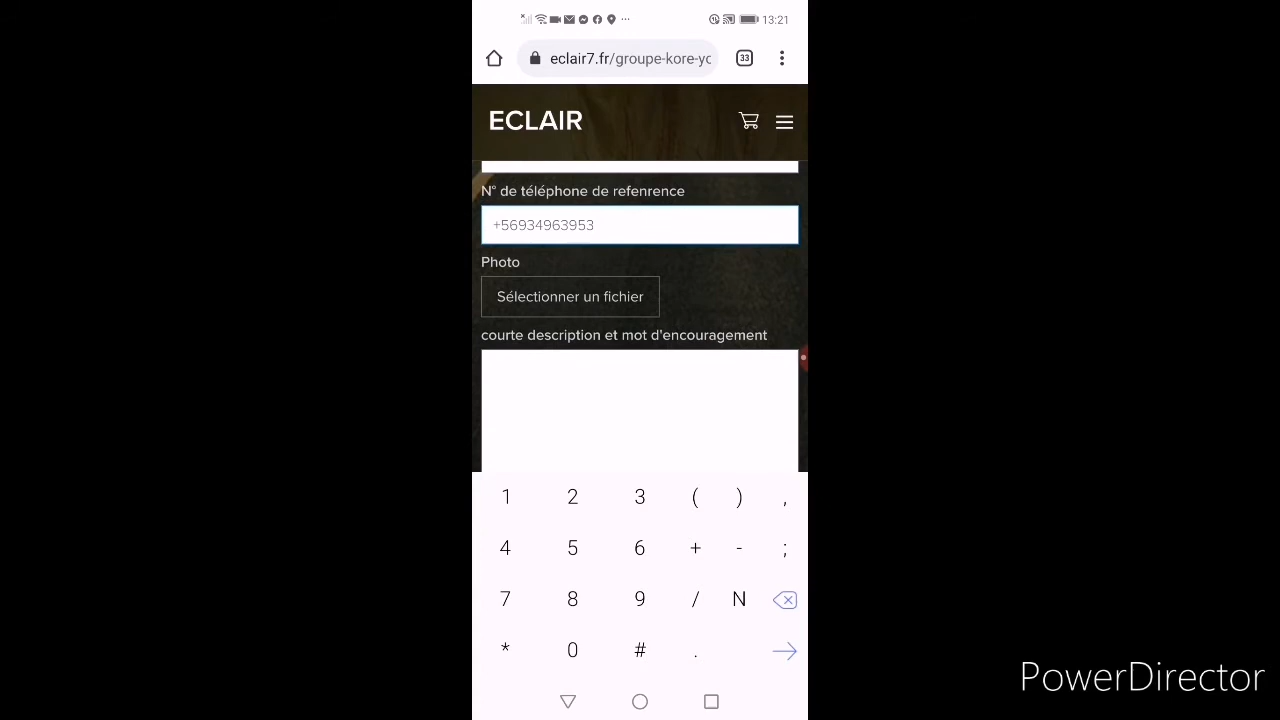 13:21
eclair7.fr/groupe-kore-yc
33
ECLAIR
N° de téléphone de refenrence
+56934963953
Photo
Sélectionner un fichier
courte description et mot d'encouragement
1 2 3 ( ) ,
4 5 6 + - ;
7 8 9 / N
* 0 # .
PowerDirector